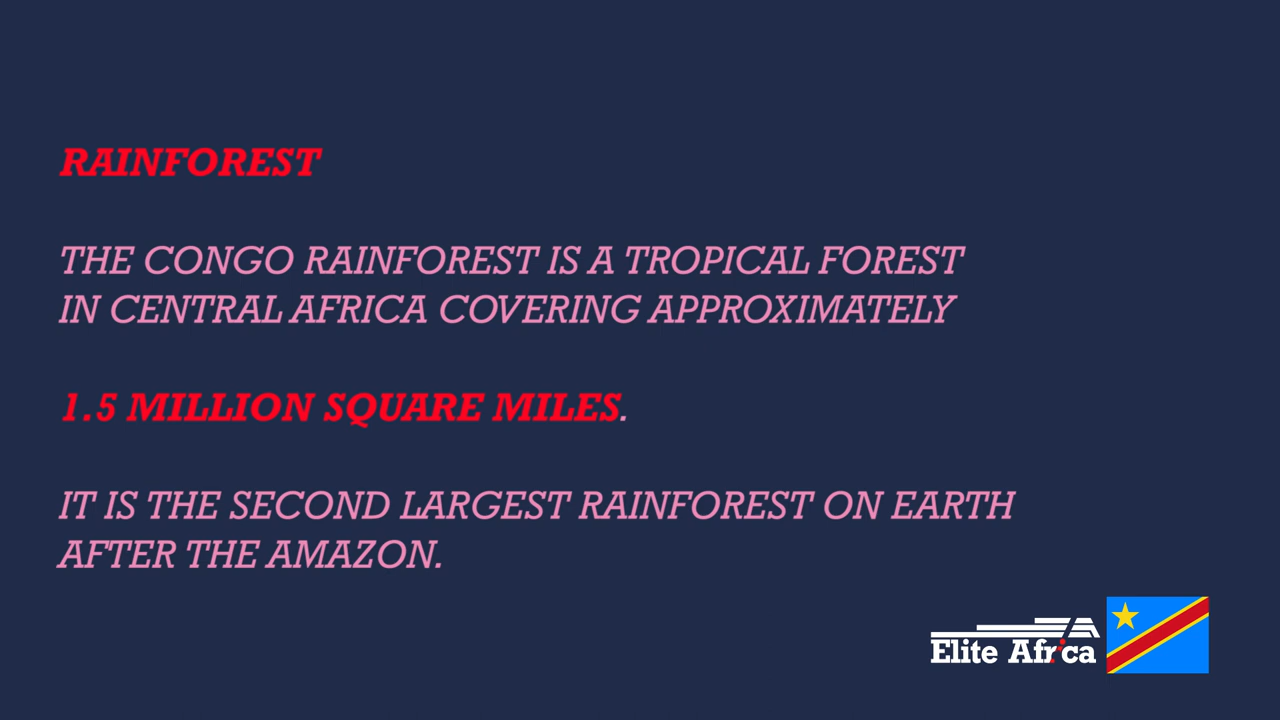 RAINFOREST
THE CONGO RAINFOREST IS A TROPICAL FOREST
IN CENTRAL AFRICA COVERING APPROXIMATELY
1.5 MILLION SQUARE MILES.
IT IS THE SECOND LARGEST RAINFOREST ON EARTH
AFTER THE AMAZON.
Elite Africa